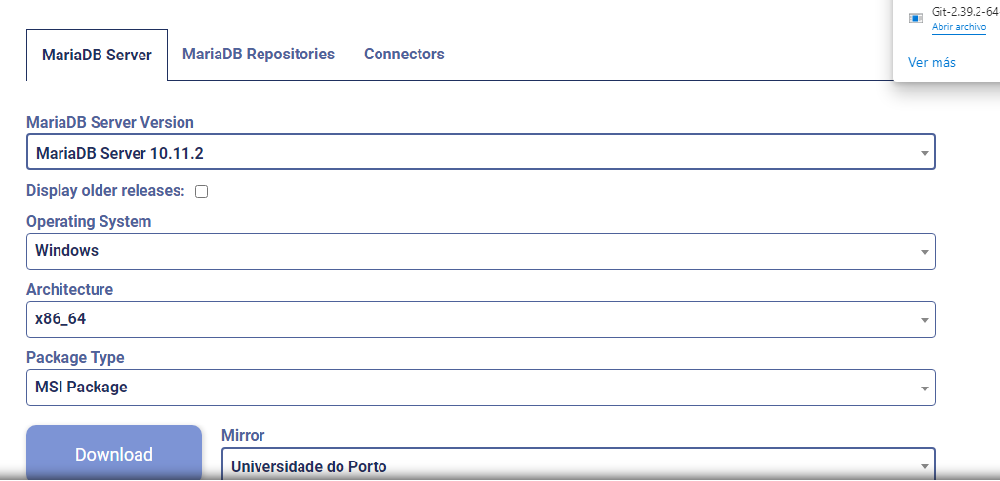 Git-2.39.2-64
Abrir archivo
Ver más
MariaDB Server
MariaDB Repositories
Connectors
MariaDB Server Version
MariaDB Server 10.11.2
Display older releases:
Operating System
Windows
Architecture
x86_64
Package Type
MSI Package
Download
Mirror
Universidade do Porto